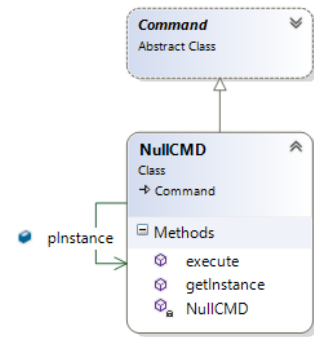 Command
Abstract Class
NullCMD
Class
Command
pInstance
Methods
execute
getInstance
NullCMD